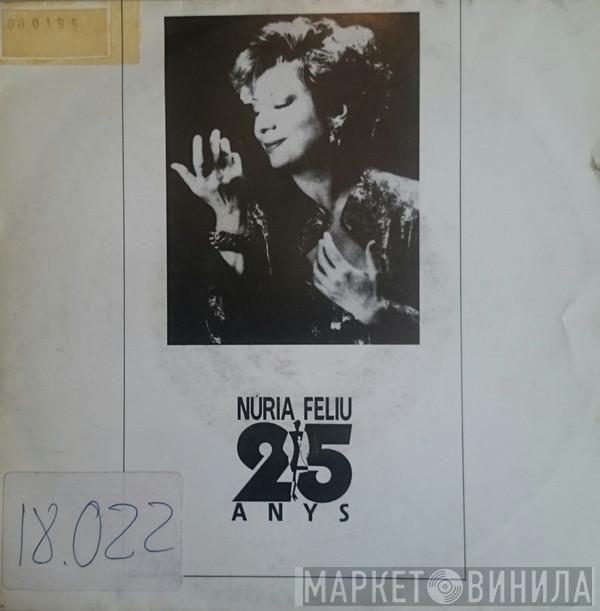 000195
NÚRIA FELIU
25
ANYS
18.022
МАРКЕТ ВИНИЛА